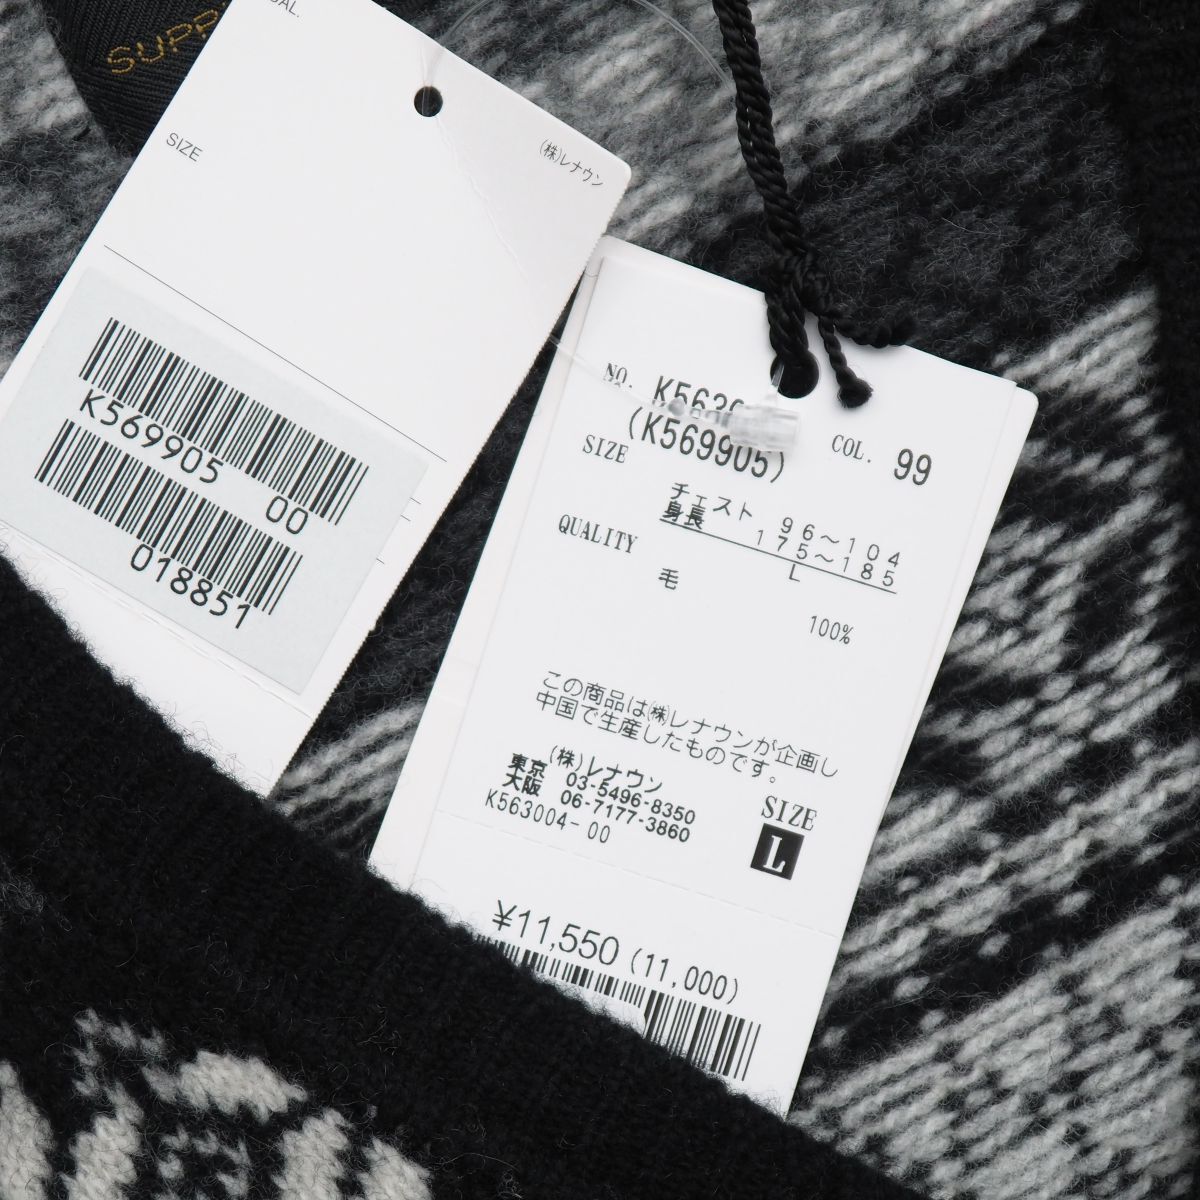 SUPP
AL.
SIZE
(株)レナウン
K569905 00
018851
NO. K5630
(K569905)
COL. 99
SIZE
チェスト 96～104
身長 175～185
L
QUALITY
毛 100%
この商品は㈱レナウンが企画し
中国で生産したものです。
(株)レナウン
東京 03-5496-8350
大阪 06-7177-3860
K563004-00
SIZE
L
¥11,550 (11,000)